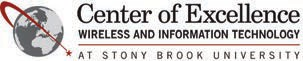 Center of Excellence
WIRELESS AND INFORMATION TECHNOLOGY
AT STONY BROOK UNIVERSITY